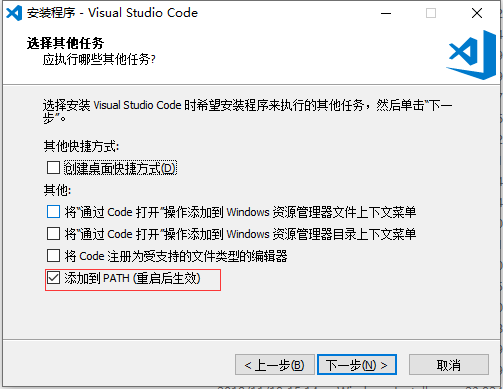 安装程序 - Visual Studio Code
选择其他任务
应执行哪些其他任务?
选择安装 Visual Studio Code 时希望安装程序来执行的其他任务，然后单击“下一
步”。
其他快捷方式:
创建桌面快捷方式(D)
其他:
将“通过 Code 打开”操作添加到 Windows 资源管理器文件上下文菜单
将“通过 Code 打开”操作添加到 Windows 资源管理器目录上下文菜单
将 Code 注册为受支持的文件类型的编辑器
添加到 PATH (重启后生效)
< 上一步(B) 下一步(N) > 取消